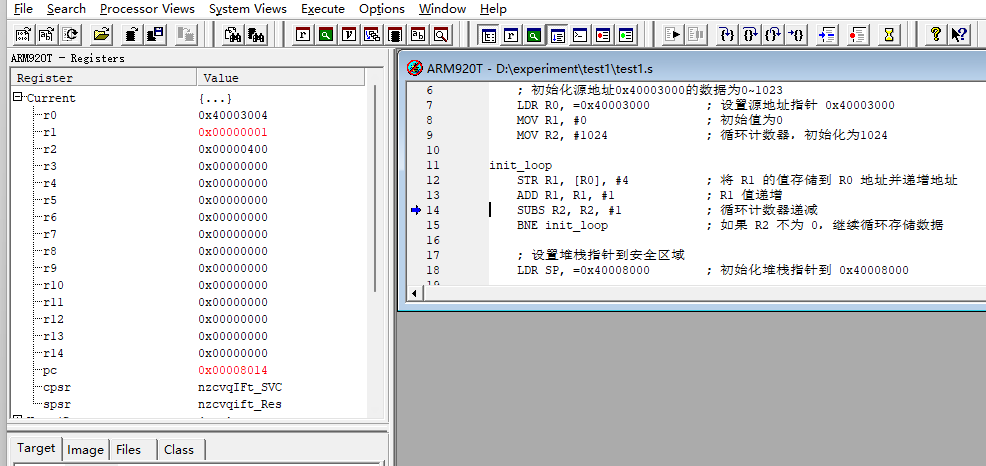 File Search Processor Views System Views Execute Options Window Help
ARM920T - Registers
Register Value
Current {...}
r0 0x40003004
r1 0x00000001
r2 0x00000400
r3 0x00000000
r4 0x00000000
r5 0x00000000
r6 0x00000000
r7 0x00000000
r8 0x00000000
r9 0x00000000
r10 0x00000000
r11 0x00000000
r12 0x00000000
r13 0x00000000
r14 0x00000000
pc 0x00008014
cpsr nzcvqIFt_SVC
spsr nzcvqift_Res
Target Image Files Class
ARM920T - D:\experiment\test1\test1.s
6 ; 初始化源地址0x40003000的数据为0~1023
7 LDR R0, =0x40003000 ; 设置源地址指针 0x40003000
8 MOV R1, #0 ; 初始值为0
9 MOV R2, #1024 ; 循环计数器，初始化为1024
10
11 init_loop
12 STR R1, [R0], #4 ; 将 R1 的值存储到 R0 地址并递增地址
13 ADD R1, R1, #1 ; R1 值递增
14 SUBS R2, R2, #1 ; 循环计数器递减
15 BNE init_loop ; 如果 R2 不为 0，继续循环存储数据
16
17 ; 设置堆栈指针到安全区域
18 LDR SP, =0x40008000 ; 初始化堆栈指针到 0x40008000